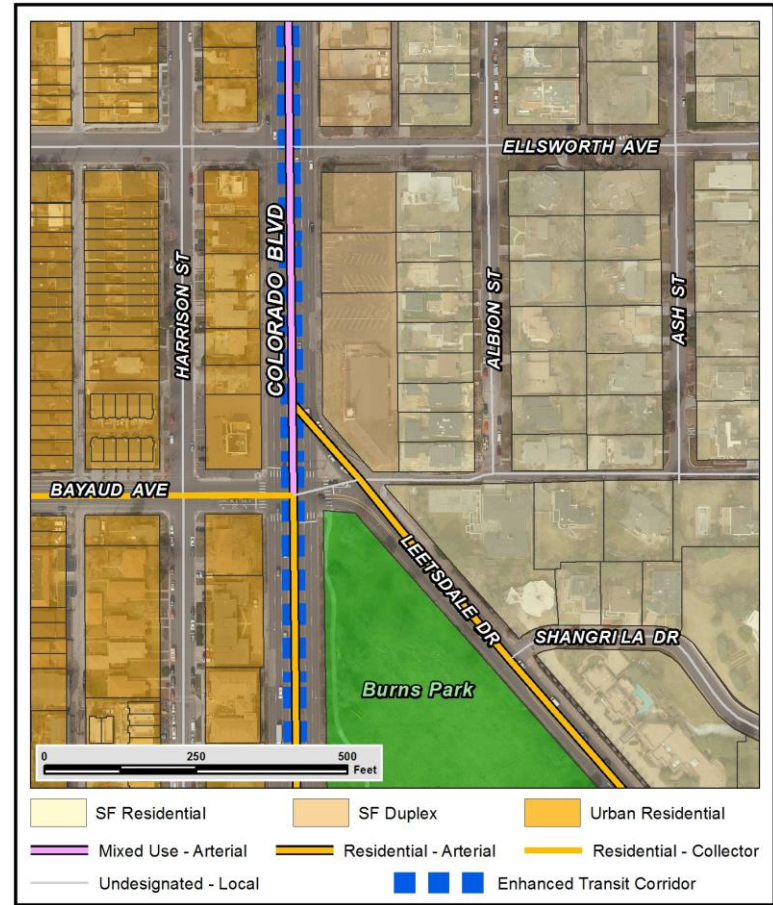 ELLSWORTH AVE
COLORADO BLVD
HARRISON ST
ALBION ST
ASH ST
BAYAUD AVE
LEETSDALE DR
SHANGRI LA DR
Burns Park
0 250 500
Feet
SF Residential SF Duplex Urban Residential
Mixed Use - Arterial Residential - Arterial Residential - Collector
Undesignated - Local Enhanced Transit Corridor